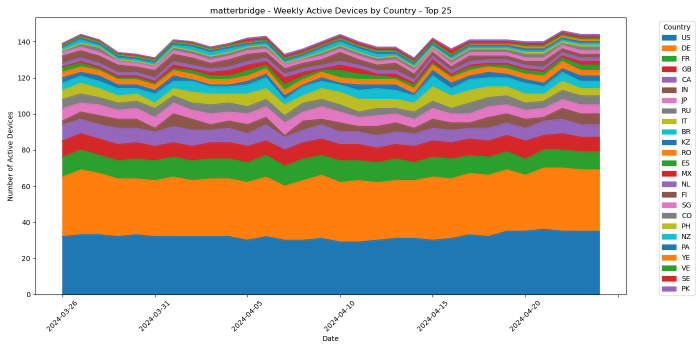 matterbridge - Weekly Active Devices by Country - Top 25
Number of Active Devices
140
120
100
80
60
40
20
0
2024-03-26
2024-03-31
2024-04-05
2024-04-10
2024-04-15
2024-04-20
Date
Country
US
DE
FR
GB
CA
IN
JP
RU
IT
BR
KZ
RO
ES
MX
NL
FI
SG
CO
PH
NZ
PA
YE
VE
SE
PK